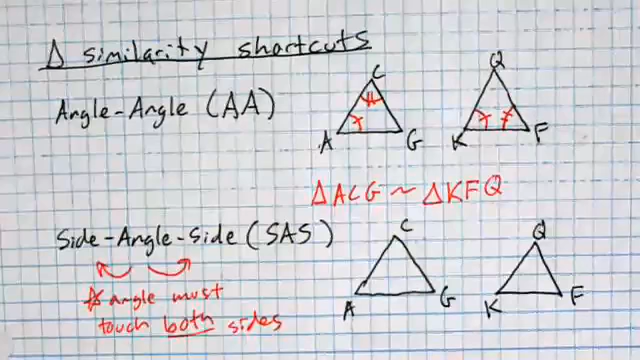 Δ similarity shortcuts
Angle-Angle (AA)
C
A
G
Q
K
F
ΔACG ~ ΔKFQ
Side-Angle-Side (SAS)
C
A
G
Q
K
F
* angle must
touch both sides